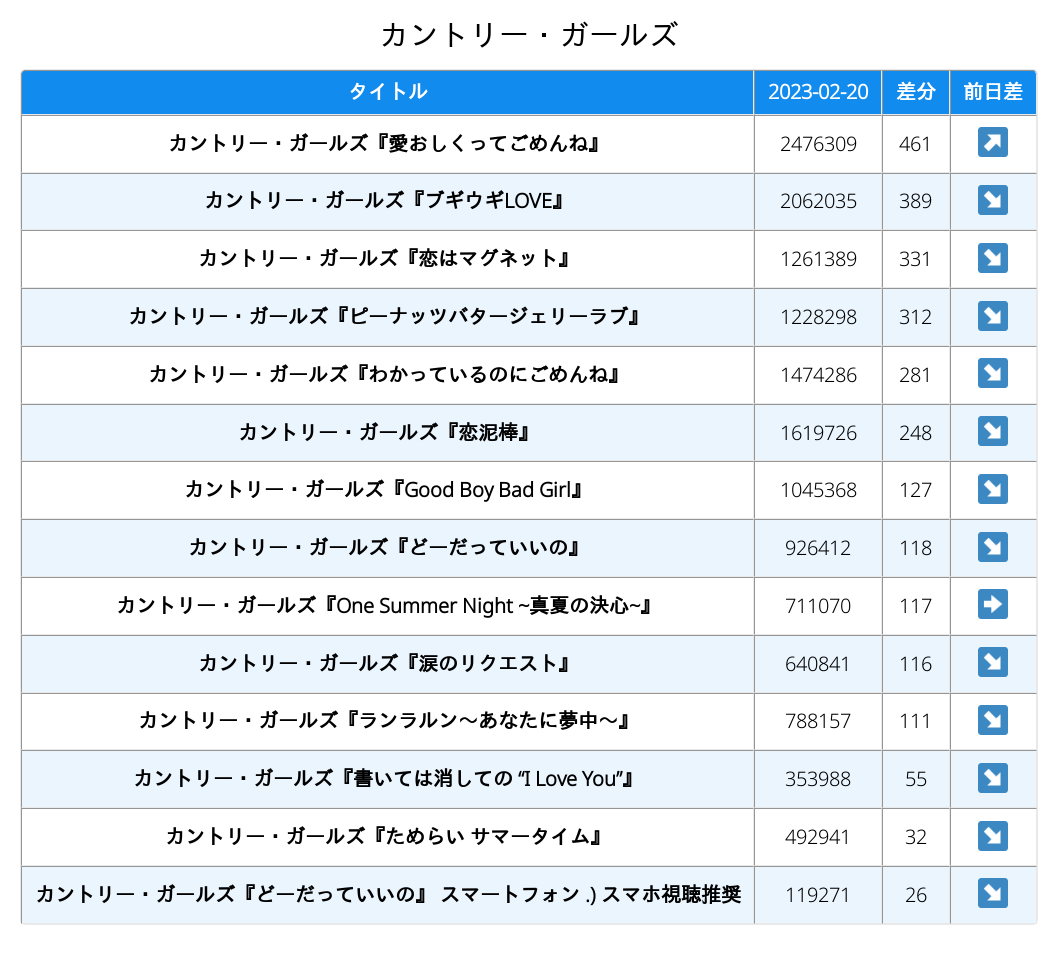 カントリー・ガールズ
タイトル 2023-02-20 差分 前日差
カントリー・ガールズ『愛おしくってごめんね』 2476309 461 ↗
カントリー・ガールズ『ブギウギLOVE』 2062035 389 ↘
カントリー・ガールズ『恋はマグネット』 1261389 331 ↘
カントリー・ガールズ『ピーナッツバタージェリーラブ』 1228298 312 ↘
カントリー・ガールズ『わかっているのにごめんね』 1474286 281 ↘
カントリー・ガールズ『恋泥棒』 1619726 248 ↘
カントリー・ガールズ『Good Boy Bad Girl』 1045368 127 ↘
カントリー・ガールズ『どーだっていいの』 926412 118 ↘
カントリー・ガールズ『One Summer Night ~真夏の決心~』 711070 117 ➡
カントリー・ガールズ『涙のリクエスト』 640841 116 ↘
カントリー・ガールズ『ランラルン～あなたに夢中～』 788157 111 ↘
カントリー・ガールズ『書いては消しての “I Love You”』 353988 55 ↘
カントリー・ガールズ『ためらい サマータイム』 492941 32 ↘
カントリー・ガールズ『どーだっていいの』 スマートフォン .) スマホ視聴推奨 119271 26 ↘